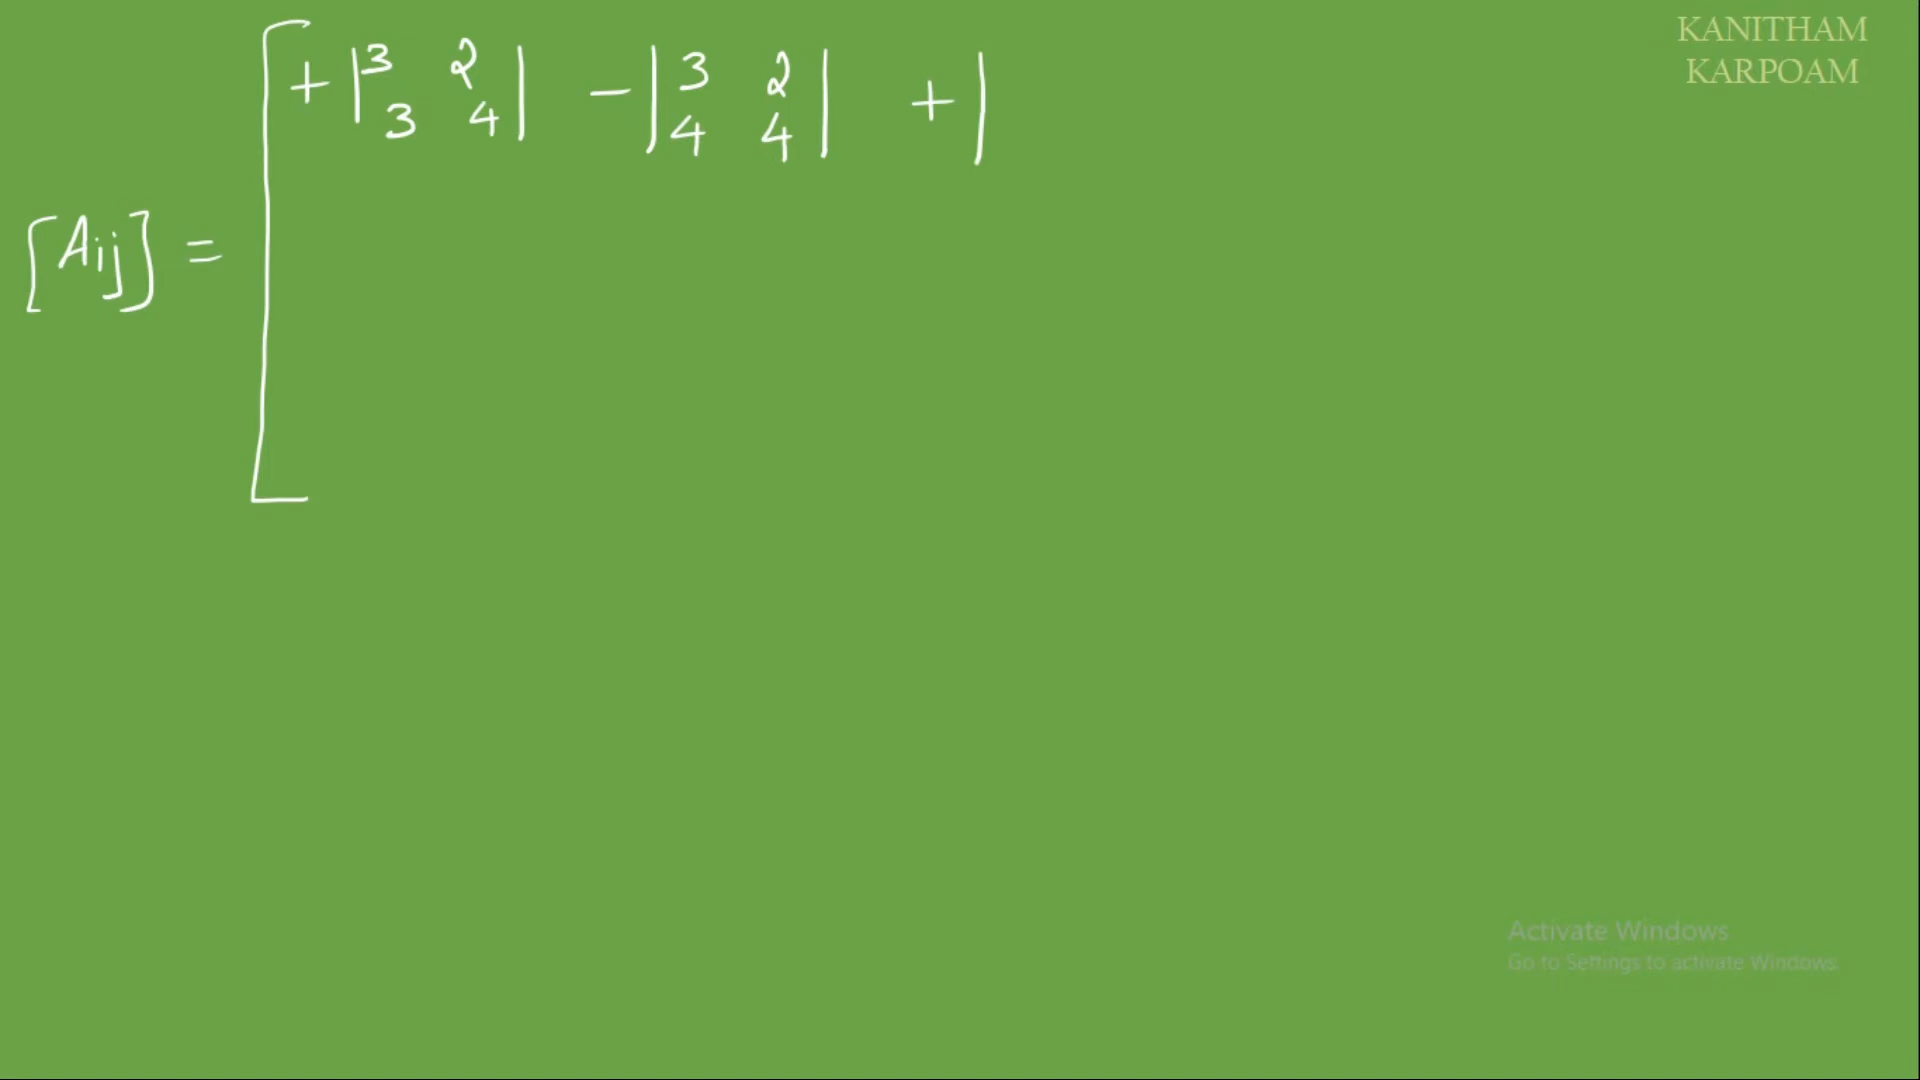 KANITHAM
KARPOAM
[Aij] = [ + | 3 2 | - | 3 2 | + |
| 3 4 | | 4 4 |
Activate Windows
Go to Settings to activate Windows